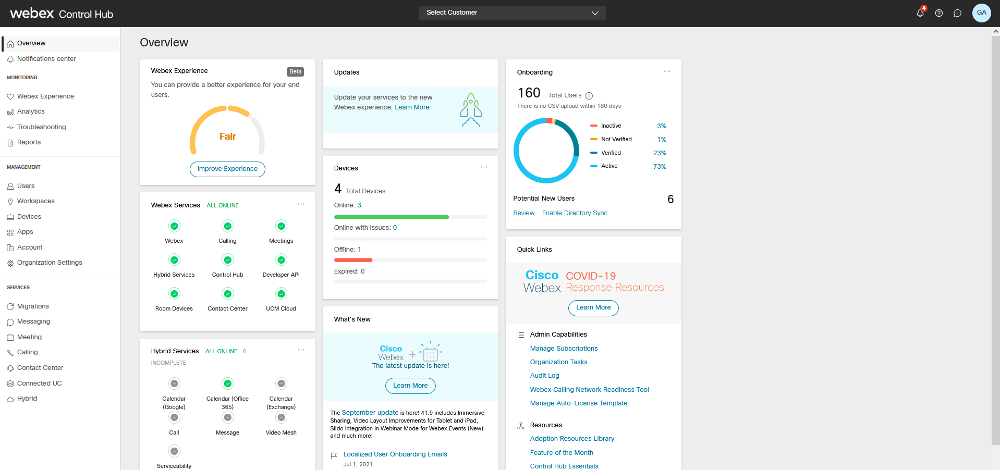 webex Control Hub
Select Customer
4
GA
Overview
Notifications center
MONITORING
Webex Experience
Analytics
Troubleshooting
Reports
MANAGEMENT
Users
Workspaces
Devices
Apps
Account
Organization Settings
SERVICES
Migrations
Messaging
Meeting
Calling
Contact Center
Connected UC
Hybrid
Overview
Webex Experience
Beta
You can provide a better experience for your end
users.
Fair
Improve Experience
Webex Services ALL ONLINE
Webex
Calling
Meetings
Hybrid Services
Control Hub
Developer API
Room Devices
Contact Center
UCM Cloud
Hybrid Services ALL ONLINE 6
INCOMPLETE
Calendar
(Google)
Calendar (Office
365)
Calendar
(Exchange)
Call
Message
Video Mesh
Serviceability
Updates
Update your services to the new
Webex experience. Learn More
Devices
4 Total Devices
Online: 3
Online with Issues: 0
Offline: 1
Expired: 0
What's New
Cisco
Webex
+
The latest update is here!
Learn More
The September update is here! 41.9 includes Immersive
Sharing, Video Layout Improvements for Tablet and iPad,
Slido Integration in Webinar Mode for Webex Events (New)
and much more!
Localized User Onboarding Emails
Jul 1, 2021
Onboarding
160 Total Users
There is no CSV upload within 180 days
Inactive 3%
Not Verified 1%
Verified 23%
Active 73%
Potential New Users 6
Review Enable Directory Sync
Quick Links
Cisco COVID-19
Webex Response Resources
Learn More
Admin Capabilities
Manage Subscriptions
Organization Tasks
Audit Log
Webex Calling Network Readiness Tool
Manage Auto-License Template
Resources
Adoption Resources Library
Feature of the Month
Control Hub Essentials